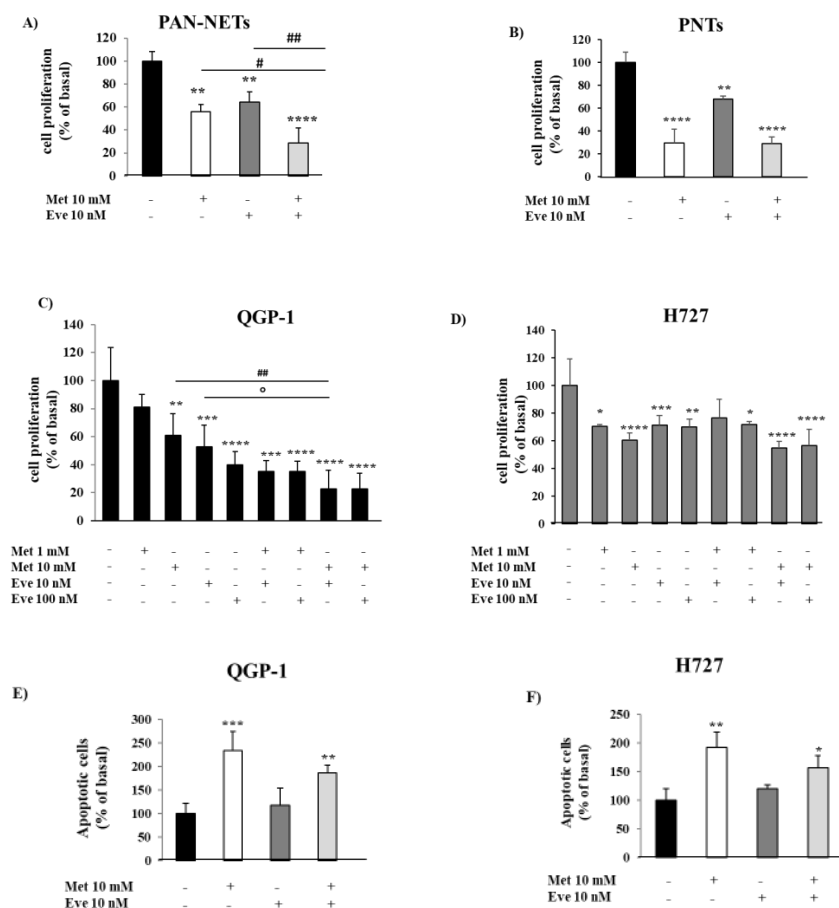 A)
PAN-NETs
##
#
120
100
80
60
40
20
0
cell proliferation
(% of basal)
** ** ****
Met 10 mM - + - +
Eve 10 nM - - + +
B)
PNTs
120
100
80
60
40
20
0
cell proliferation
(% of basal)
**** ** ****
Met 10 mM - + - +
Eve 10 nM - - + +
C)
QGP-1
140
120
100
80
60
40
20
0
cell proliferation
(% of basal)
##
°
** *** **** *** **** **** ****
Met 1 mM - + - - - + + - -
Met 10 mM - - + - - - - + +
Eve 10 nM - - - + - + - + -
Eve 100 nM - - - - + - + - +
D)
H727
140
120
100
80
60
40
20
0
cell proliferation
(% of basal)
* **** *** ** * **** ****
Met 1 mM - + - - - + + - -
Met 10 mM - - + - - - - + +
Eve 10 nM - - - + - + - + -
Eve 100 nM - - - - + - + - +
E)
QGP-1
300
250
200
150
100
50
0
Apoptotic cells
(% of basal)
*** **
Met 10 mM - + - +
Eve 10 nM - - + +
F)
H727
250
200
150
100
50
0
Apoptotic cells
(% of basal)
** *
Met 10 mM - + - +
Eve 10 nM - - + +